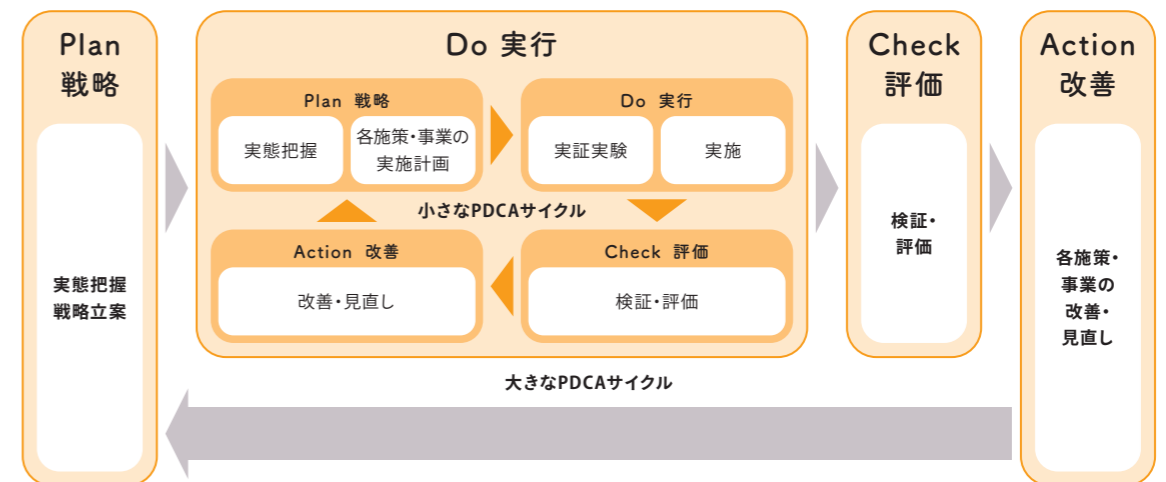 Plan
戦略
実態把握
戦略立案
Do 実行
Plan 戦略
実態把握
各施策・事業の
実施計画
Do 実行
実証実験
実施
小さなPDCAサイクル
Action 改善
改善・見直し
Check 評価
検証・評価
Check
評価
検証・
評価
Action
改善
各施策・
事業の
改善・
見直し
大きなPDCAサイクル